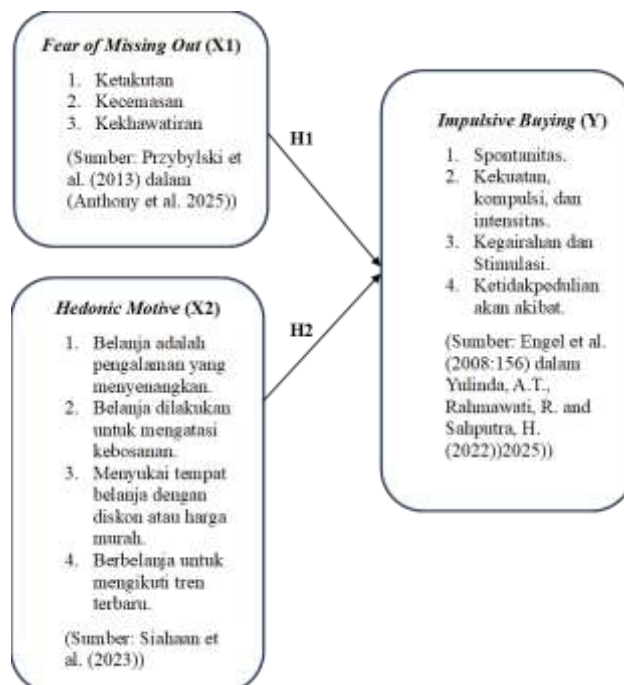 Fear of Missing Out (X1)
1. Ketakutan
2. Kecemasan
3. Kekhawatiran
(Sumber: Przybylski
et al. (2013) dalam
(Anthony et al. 2025))
H1
Hedonic Motive (X2)
1. Belanja adalah
pengalaman yang
menyenangkan.
2. Belanja dilakukan
untuk mengatasi
kebosanan.
3. Menyukai tempat
belanja dengan
diskon atau harga
murah.
4. Berbelanja untuk
mengikuti tren
terbaru.
(Sumber: Siahaan et
al. (2023))
H2
Impulsive Buying (Y)
1. Spontanitas.
2. Kekuatan,
kompulsi, dan
intensitas.
3. Kegairahan dan
Stimulasi.
4. Ketidakpedulian
akan akibat.
(Sumber: Engel et al.
(2008:156) dalam
Yulinda, A.T.,
Rahmawati, R. and
Sahputra, H.
(2022))2025))